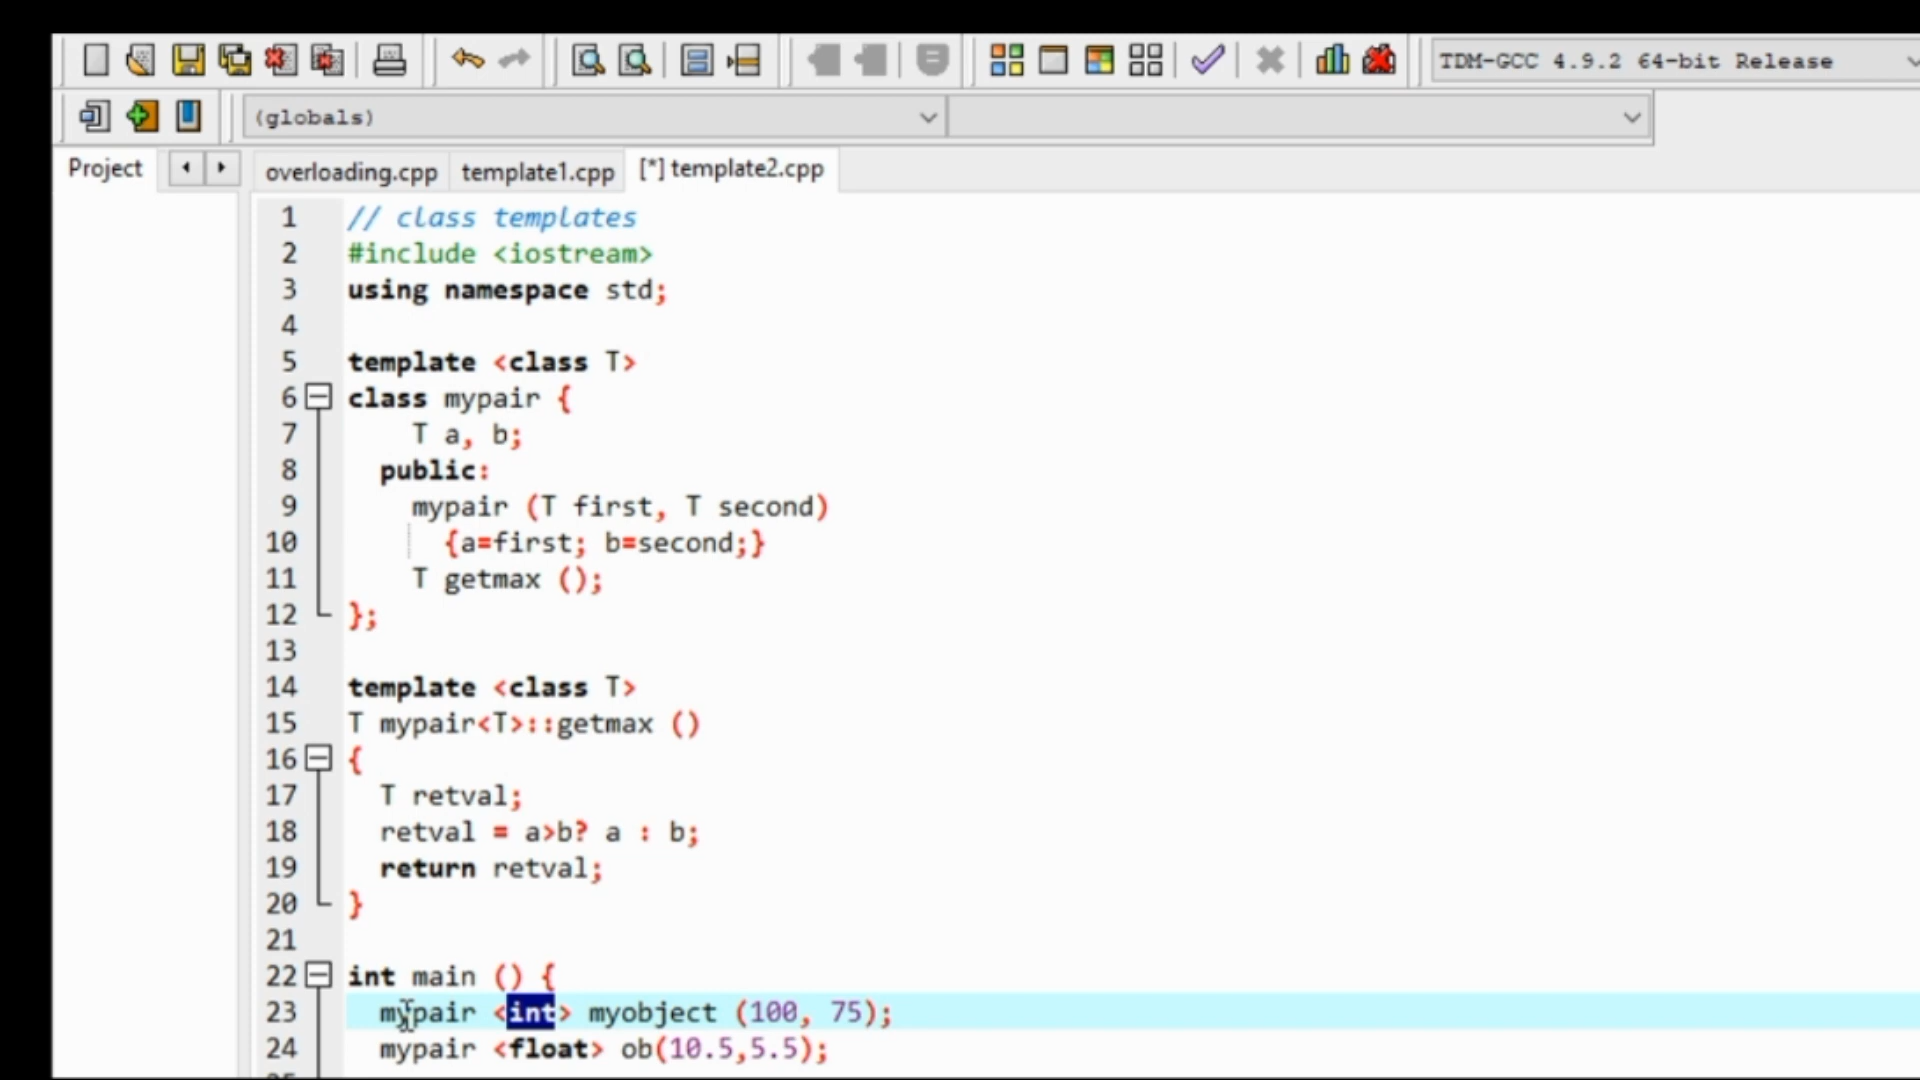 TDM-GCC 4.9.2 64-bit Release
(globals)
Project overloading.cpp template1.cpp [*] template2.cpp
1 // class templates
2 #include <iostream>
3 using namespace std;
4
5 template <class T>
6 class mypair {
7 T a, b;
8 public:
9 mypair (T first, T second)
10 {a=first; b=second;}
11 T getmax ();
12 };
13
14 template <class T>
15 T mypair<T>::getmax ()
16 {
17 T retval;
18 retval = a>b? a : b;
19 return retval;
20 }
21
22 int main () {
23 mypair <int> myobject (100, 75);
24 mypair <float> ob(10.5,5.5);